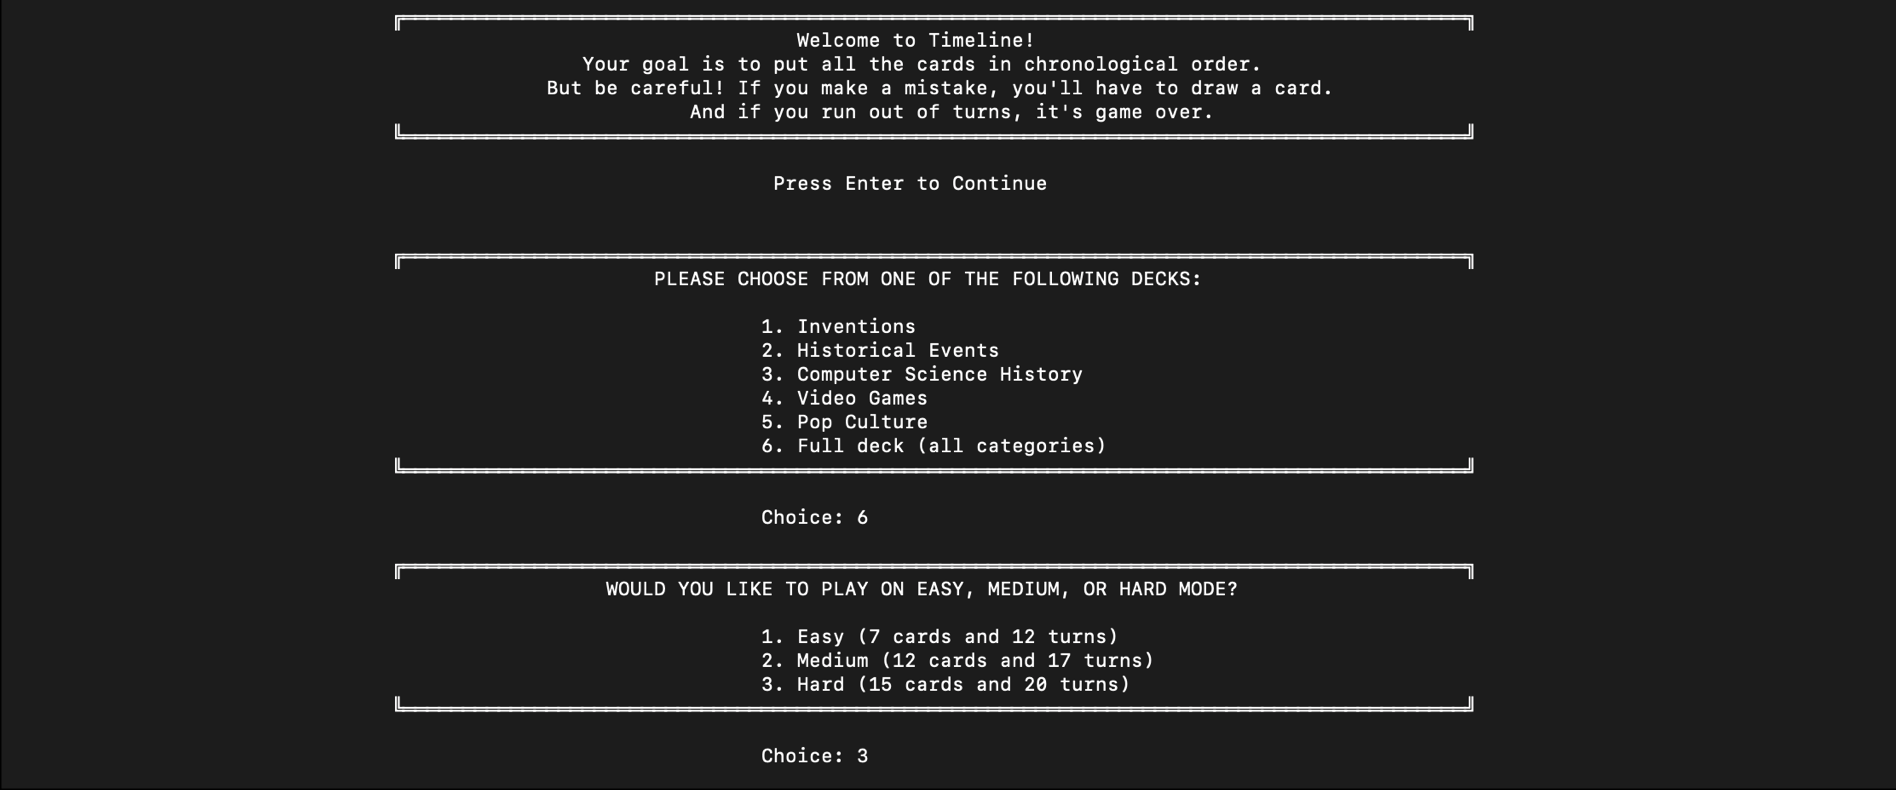 Welcome to Timeline!
Your goal is to put all the cards in chronological order.
But be careful! If you make a mistake, you'll have to draw a card.
And if you run out of turns, it's game over.
Press Enter to Continue
PLEASE CHOOSE FROM ONE OF THE FOLLOWING DECKS:
1. Inventions
2. Historical Events
3. Computer Science History
4. Video Games
5. Pop Culture
6. Full deck (all categories)
Choice: 6
WOULD YOU LIKE TO PLAY ON EASY, MEDIUM, OR HARD MODE?
1. Easy (7 cards and 12 turns)
2. Medium (12 cards and 17 turns)
3. Hard (15 cards and 20 turns)
Choice: 3